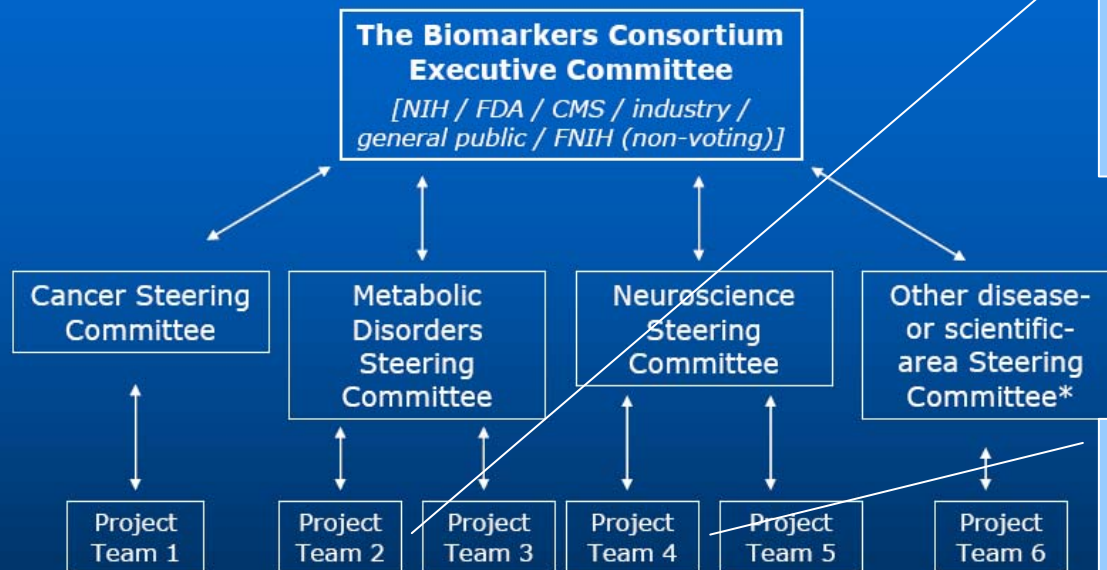 The Biomarkers Consortium
Executive Committee
[NIH / FDA / CMS / industry /
general public / FNIH (non-voting)]
Cancer Steering
Committee
Metabolic
Disorders
Steering
Committee
Neuroscience
Steering
Committee
Other disease-
or scientific-
area Steering
Committee*
Project
Team 1
Project
Team 2
Project
Team 3
Project
Team 4
Project
Team 5
Project
Team 6